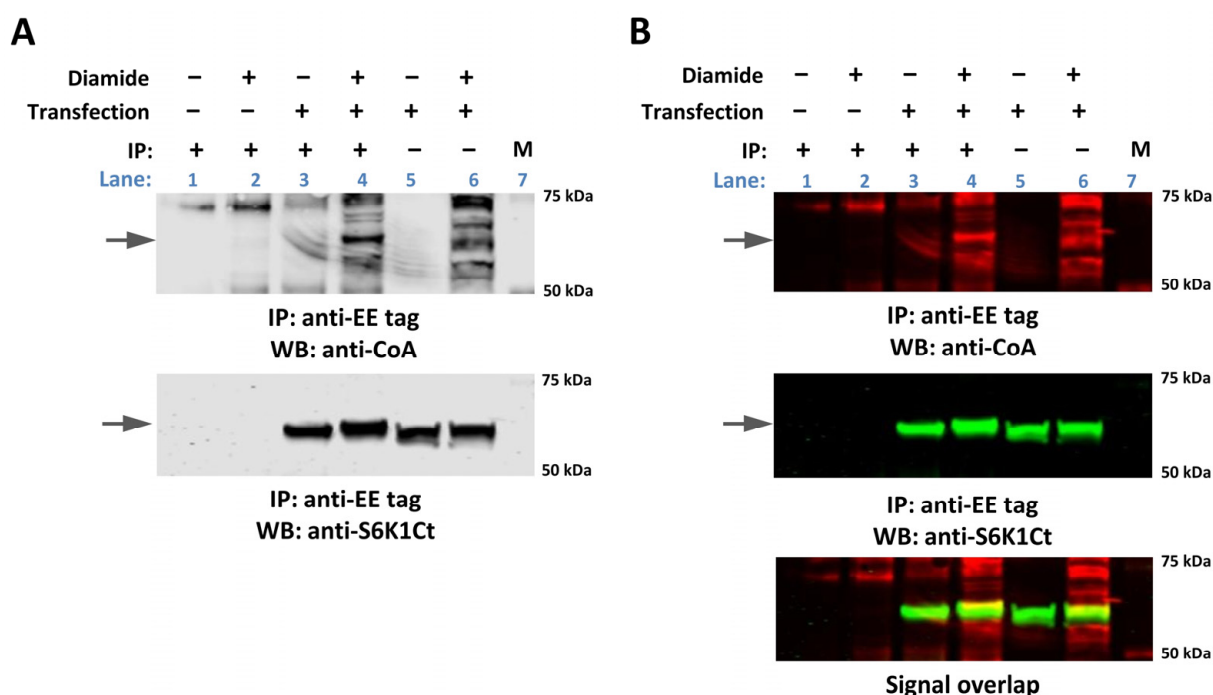 A
Diamide – + – + – +
Transfection – – + + + +
IP: + + + + – – M
Lane: 1 2 3 4 5 6 7
75 kDa
50 kDa
IP: anti-EE tag
WB: anti-CoA
75 kDa
50 kDa
IP: anti-EE tag
WB: anti-S6K1Ct
B
Diamide – + – + – +
Transfection – – + + + +
IP: + + + + – – M
Lane: 1 2 3 4 5 6 7
75 kDa
50 kDa
IP: anti-EE tag
WB: anti-CoA
75 kDa
50 kDa
IP: anti-EE tag
WB: anti-S6K1Ct
75 kDa
50 kDa
Signal overlap